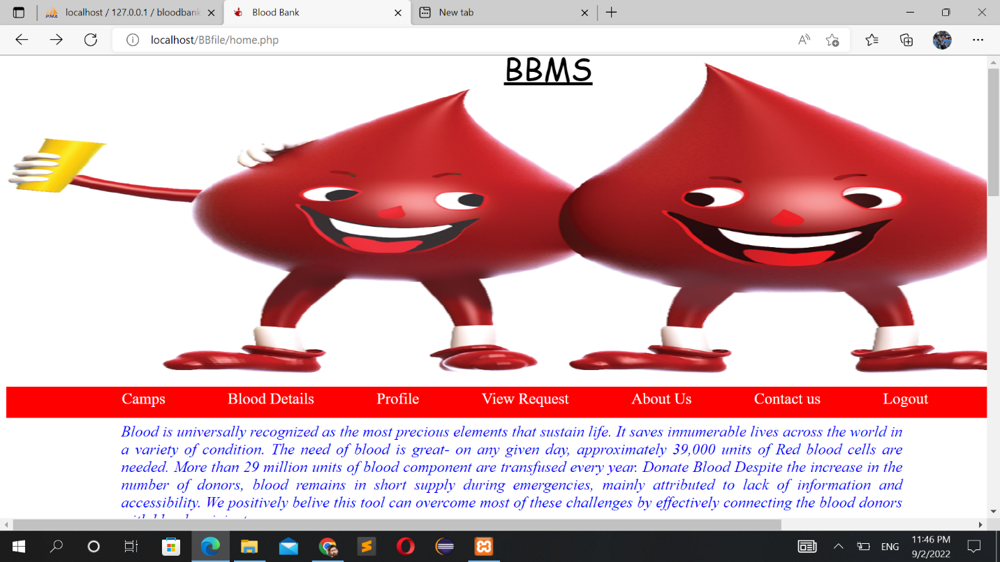 localhost / 127.0.0.1 / bloodbank
Blood Bank
New tab
localhost/BBfile/home.php
BBMS
Camps Blood Details Profile View Request About Us Contact us Logout
Blood is universally recognized as the most precious elements that sustain life. It saves innumerable lives across the world in
a variety of condition. The need of blood is great- on any given day, approximately 39,000 units of Red blood cells are
needed. More than 29 million units of blood component are transfused every year. Donate Blood Despite the increase in the
number of donors, blood remains in short supply during emergencies, mainly attributed to lack of information and
accessibility. We positively belive this tool can overcome most of these challenges by effectively connecting the blood donors
ENG
11:46 PM
9/2/2022